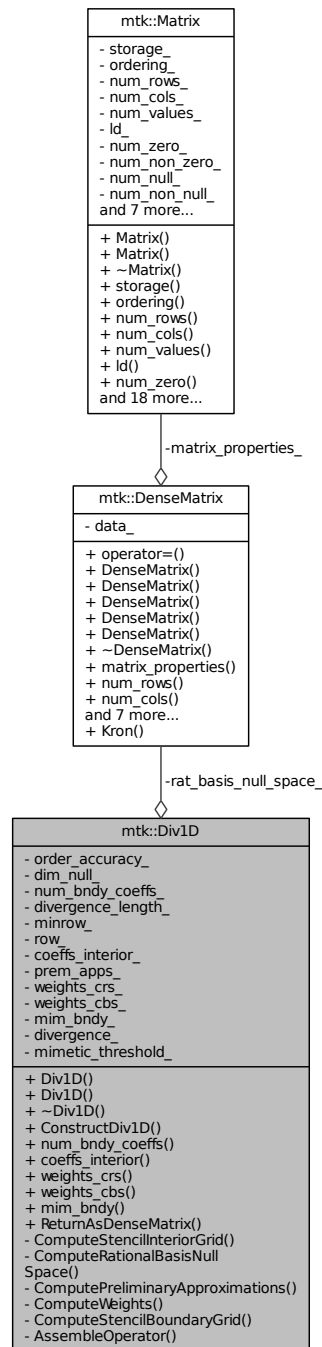 mtk::Matrix
- storage_
- ordering_
- num_rows_
- num_cols_
- num_values_
- ld_
- num_zero_
- num_non_zero_
- num_null_
- num_non_null_
and 7 more...
+ Matrix()
+ Matrix()
+ ~Matrix()
+ storage()
+ ordering()
+ num_rows()
+ num_cols()
+ num_values()
+ ld()
+ num_zero()
and 18 more...
-matrix_properties_
mtk::DenseMatrix
- data_
+ operator=()
+ DenseMatrix()
+ DenseMatrix()
+ DenseMatrix()
+ DenseMatrix()
+ DenseMatrix()
+ ~DenseMatrix()
+ matrix_properties()
+ num_rows()
+ num_cols()
and 7 more...
+ Kron()
-rat_basis_null_space_
mtk::Div1D
- order_accuracy_
- dim_null_
- num_bndy_coeffs_
- divergence_length_
- minrow_
- row_
- coeffs_interior_
- prem_apps_
- weights_crs_
- weights_cbs_
- mim_bndy_
- divergence_
- mimetic_threshold_
+ Div1D()
+ Div1D()
+ ~Div1D()
+ ConstructDiv1D()
+ num_bndy_coeffs()
+ coeffs_interior()
+ weights_crs()
+ weights_cbs()
+ mim_bndy()
+ ReturnAsDenseMatrix()
- ComputeStencilInteriorGrid()
- ComputeRationalBasisNull
Space()
- ComputePreliminaryApproximations()
- ComputeWeights()
- ComputeStencilBoundaryGrid()
- AssembleOperator()